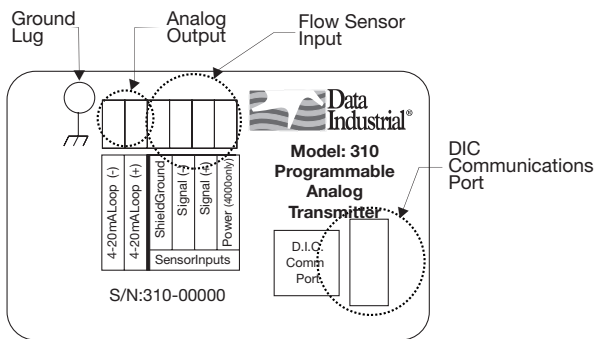 Ground
Lug
Analog
Output
Flow Sensor
Input
Data
Industrial®
Model: 310
Programmable
Analog
Transmitter
DIC
Communications
Port
4-20mALoop (-)
4-20mALoop (+)
ShieldGround
Signal (-)
Signal (+)
Power (4000only)
SensorInputs
D.I.C.
Comm
Port
S/N:310-00000